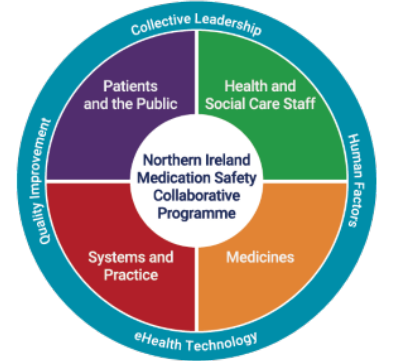 Collective Leadership
Patients
and the Public
Health and
Social Care Staff
Quality Improvement
Northern Ireland
Medication Safety
Collaborative
Programme
Human Factors
Systems and
Practice
Medicines
eHealth Technology